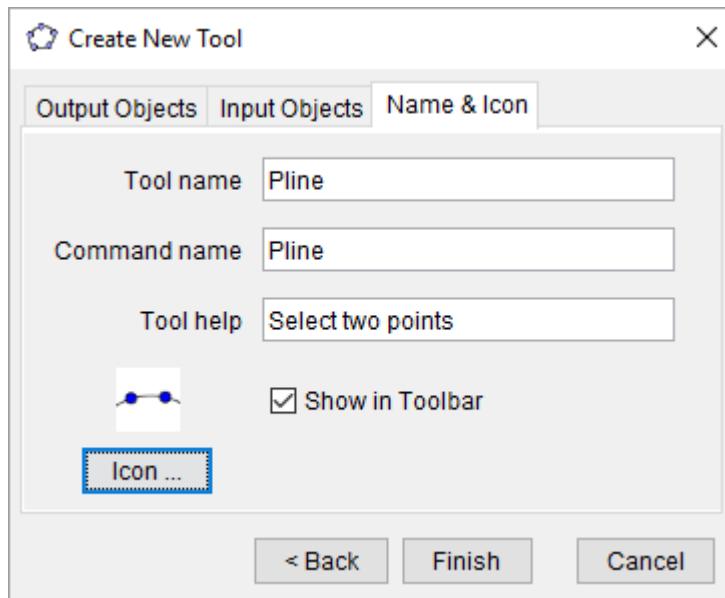 Create New Tool
Output Objects Input Objects Name & Icon
Tool name Pline
Command name Pline
Tool help Select two points
Show in Toolbar
Icon ...
< Back Finish Cancel